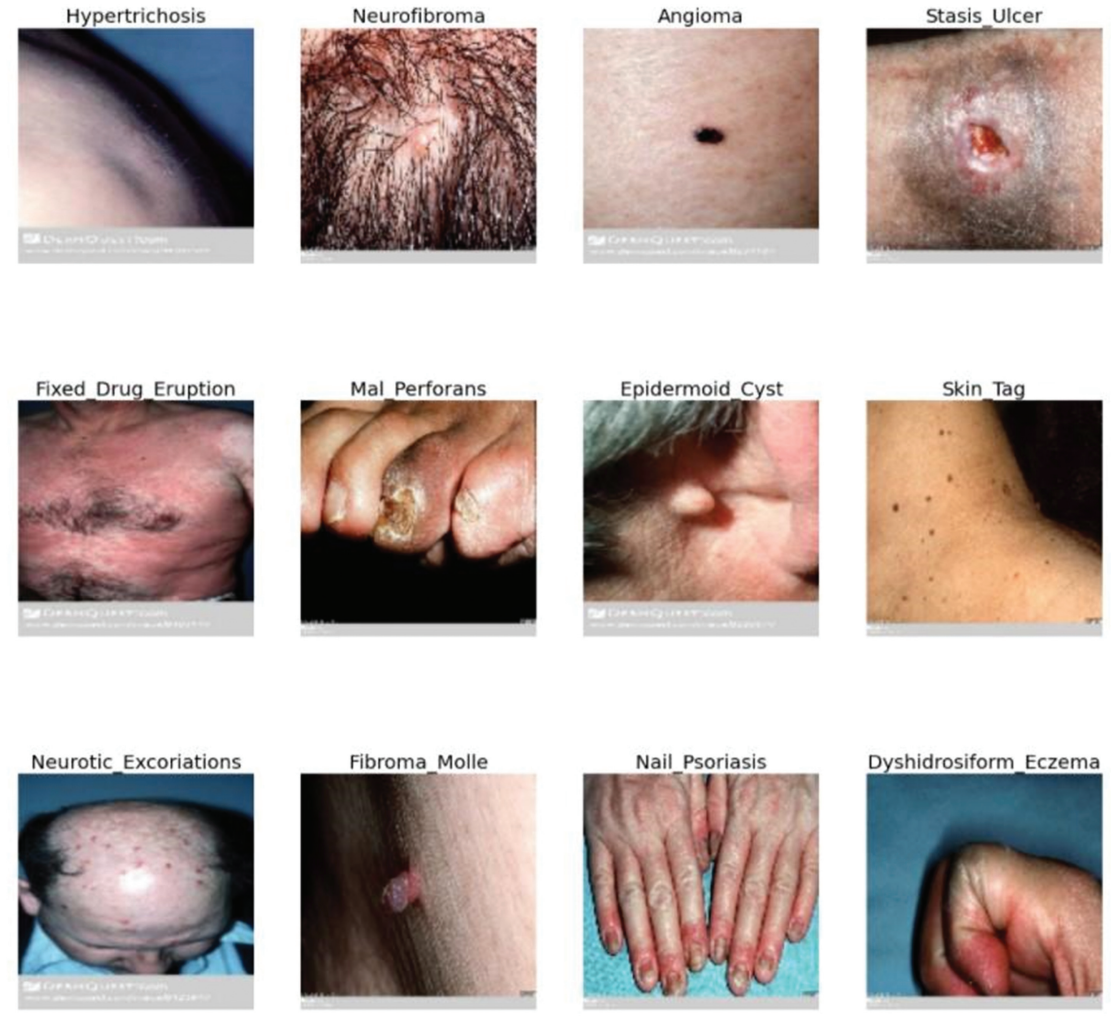 Hypertrichosis
Neurofibroma
Angioma
Stasis_Ulcer
Fixed_Drug_Eruption
Mal_Perforans
Epidermoid_Cyst
Skin_Tag
Neurotic_Excoriations
Fibroma_Molle
Nail_Psoriasis
Dyshidrosiform_Eczema